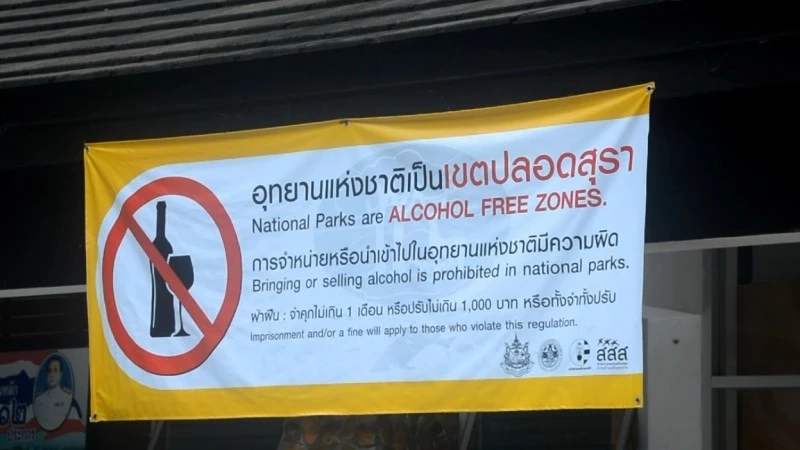 อุทยานแห่งชาติเป็นเขตปลอดสุรา
National Parks are ALCOHOL FREE ZONES.
การจำหน่ายหรือนำเข้าไปในอุทยานแห่งชาติมีความผิด
Bringing or selling alcohol is prohibited in national parks.
ฝ่าฝืน : จำคุกไม่เกิน 1 เดือน หรือปรับไม่เกิน 1,000 บาท หรือทั้งจำทั้งปรับ
Imprisonment and/or a fine will apply to those who violate this regulation.
สสส